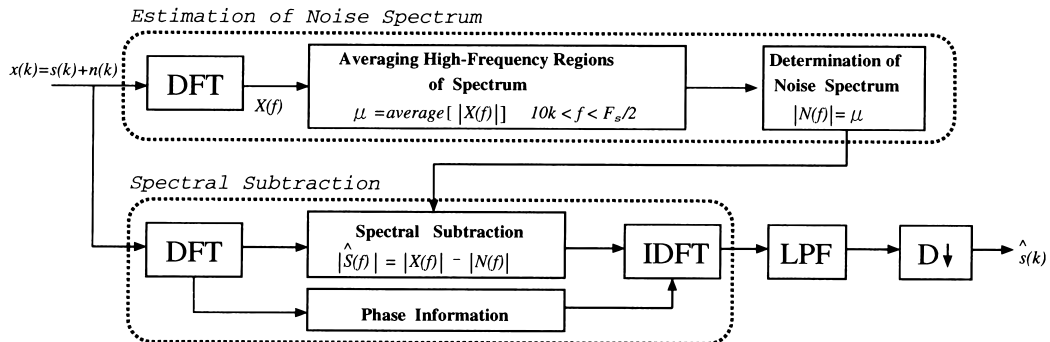 Estimation of Noise Spectrum
x(k)=s(k)+n(k)
DFT
X(f)
Averaging High-Frequency Regions
of Spectrum
μ =average[ |X(f)| ] 10k < f < Fₛ/2
Determination of
Noise Spectrum
|N(f)|= μ
Spectral Subtraction
DFT
Spectral Subtraction
|Ŝ(f)| = |X(f)| - |N(f)|
Phase Information
IDFT
LPF
D↓
ŝ(k)